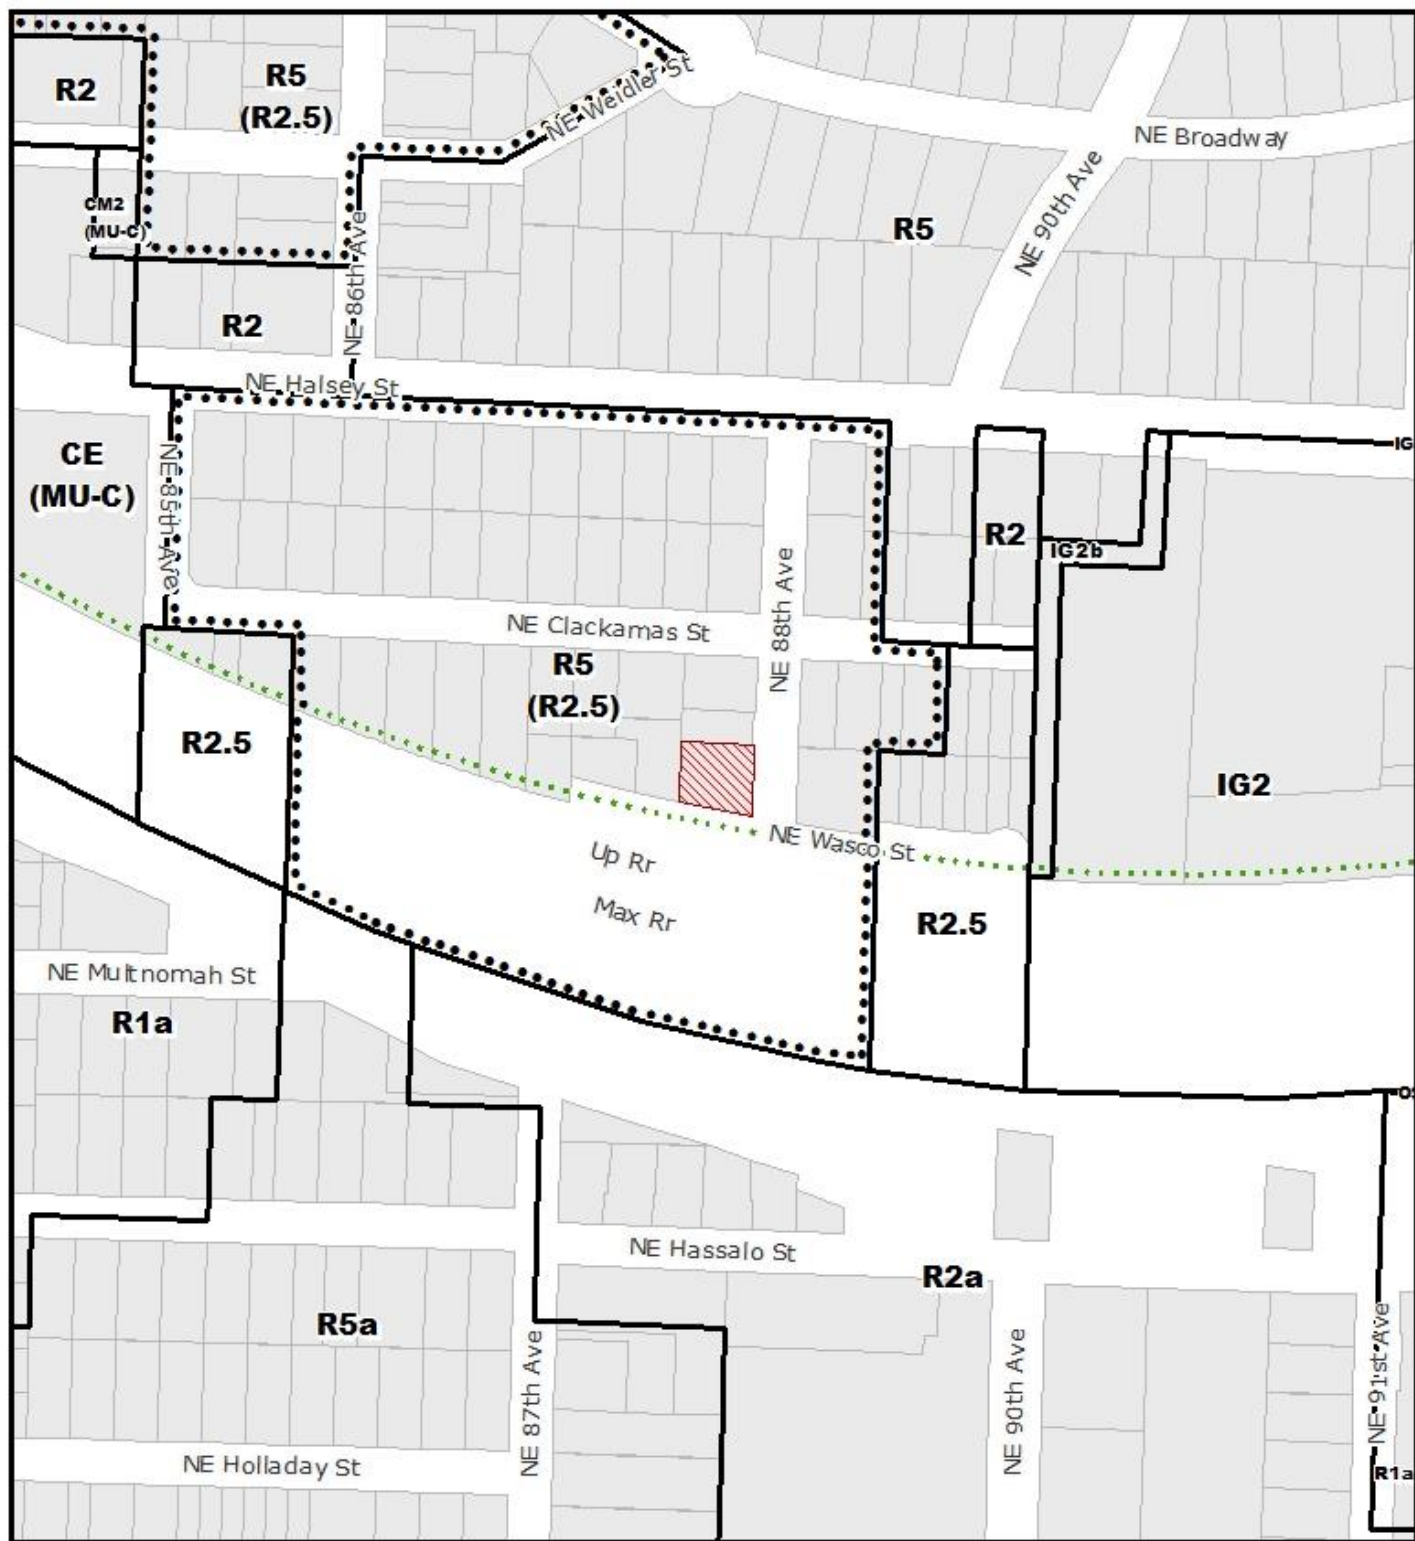 R2
R5
(R2.5)
NE Weidler St
NE Broadway
CM2
(MU-C)
NE 86th Ave
R5
NE 90th Ave
R2
NE Halsey St
CE
(MU-C)
NE 85th Ave
IG
R2
IG2b
NE 88th Ave
NE Clackamas St
R5
(R2.5)
R2.5
IG2
NE Wasco St
Up Rr
Max Rr
R2.5
NE Multnomah St
R1a
NE Hassalo St
R2a
R5a
NE 87th Ave
NE 90th Ave
NE 91st Ave
NE Holladay St
R1a